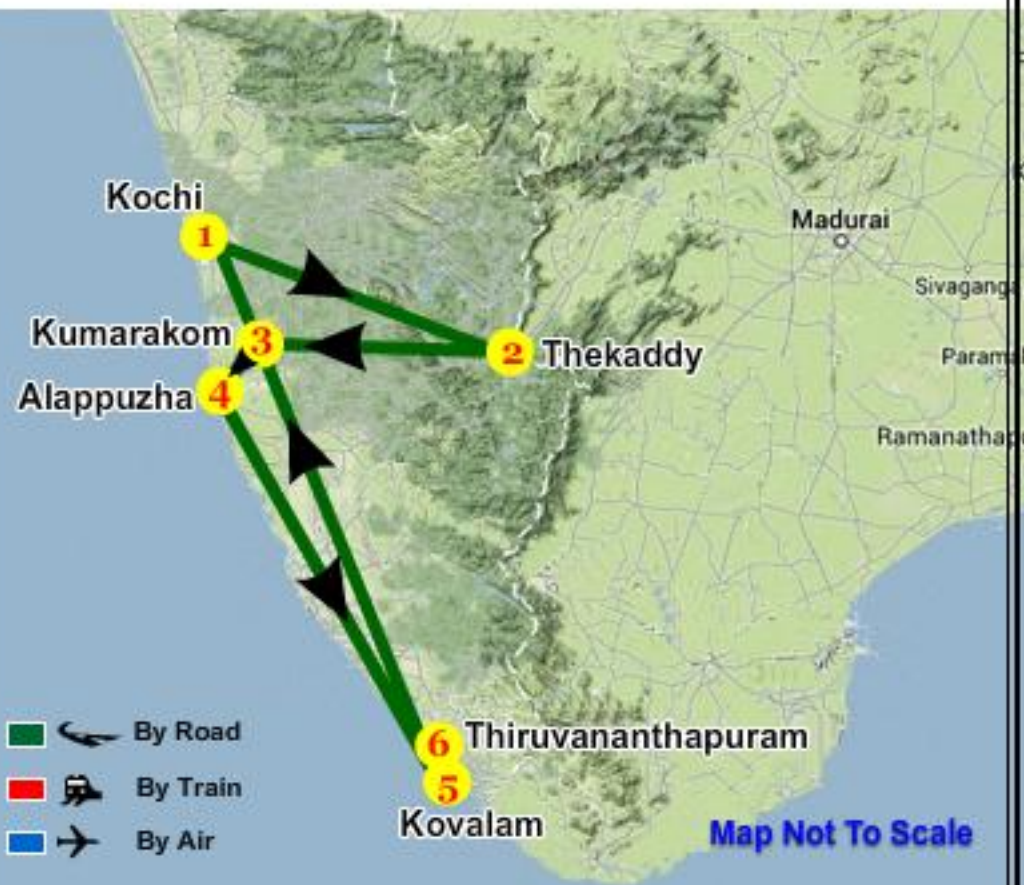 Kochi
1
Madurai
Sivaganga
Kumarakom
3
2
Thekaddy
Alappuzha
4
Ramanathap
6
Thiruvananthapuram
5
Kovalam
By Road
By Train
By Air
Map Not To Scale